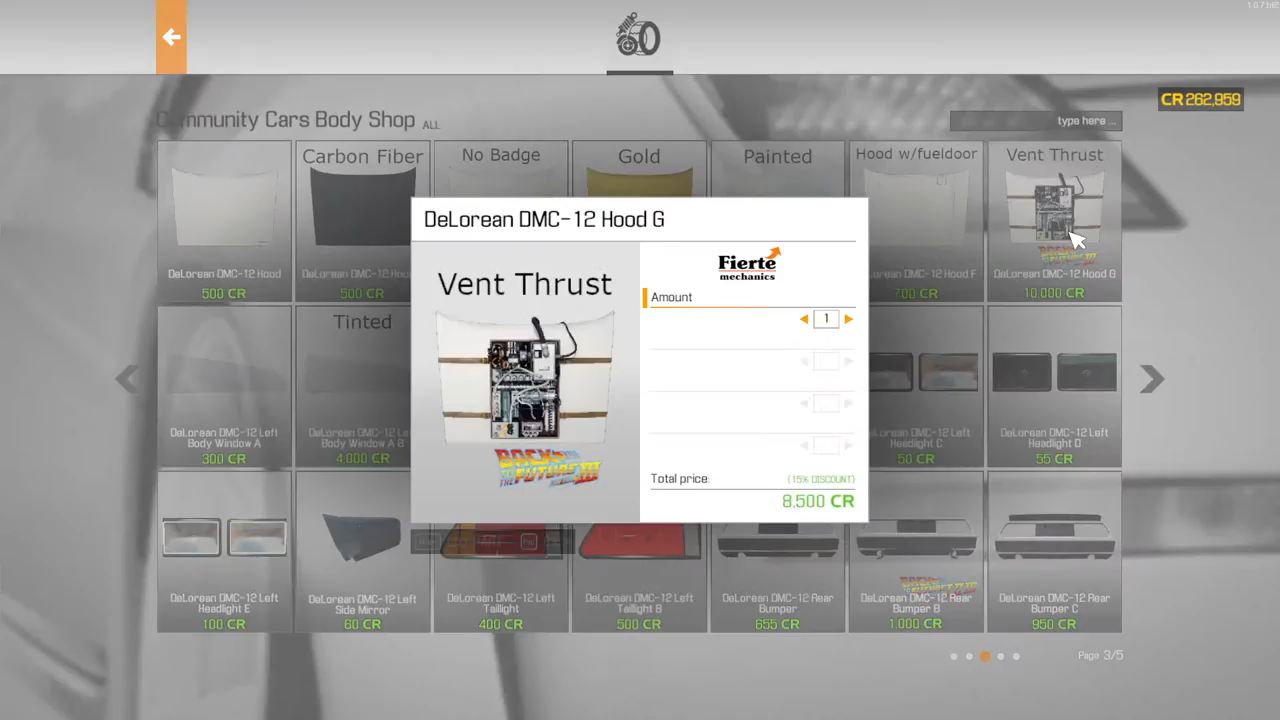 1.0.7.bit2
CR 262,959
Community Cars Body Shop ALL
type here ...
Carbon Fiber
No Badge
Gold
Painted
Hood w/fueldoor
Vent Thrust
DeLorean DMC-12 Hood
500 CR
500 CR
DeLorean DMC-12 Hood F
700 CR
DeLorean DMC-12 Hood G
10,000 CR
DeLorean DMC-12 Hood G
Vent Thrust
BACK TO THE FUTURE III
Fierte
mechanics
Amount
1
Total price:
(15% DISCOUNT)
8,500 CR
Tinted
DeLorean DMC-12 Left
Body Window A
300 CR
DeLorean DMC-12 Left
Body Window A B
4,000 CR
DeLorean DMC-12 Left
Headlight C
50 CR
DeLorean DMC-12 Left
Headlight D
55 CR
DeLorean DMC-12 Left
Headlight E
100 CR
DeLorean DMC-12 Left
Side Mirror
60 CR
DeLorean DMC-12 Left
Taillight
400 CR
DeLorean DMC-12 Left
Taillight B
500 CR
DeLorean DMC-12 Rear
Bumper
655 CR
DeLorean DMC-12 Rear
Bumper B
1,000 CR
DeLorean DMC-12 Rear
Bumper C
950 CR
Page 3/5